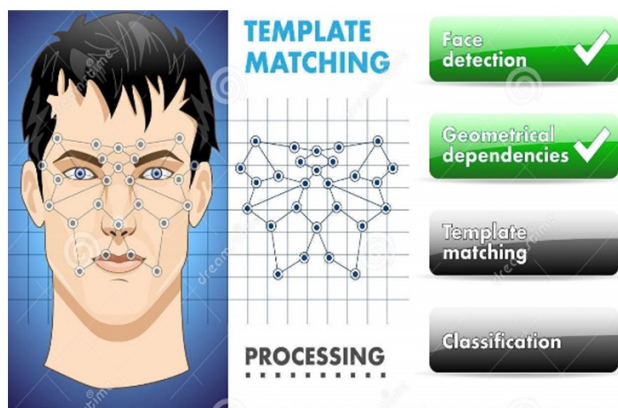 TEMPLATE
MATCHING
Face
detection
Geometrical
dependencies
Template
matching
Classification
PROCESSING